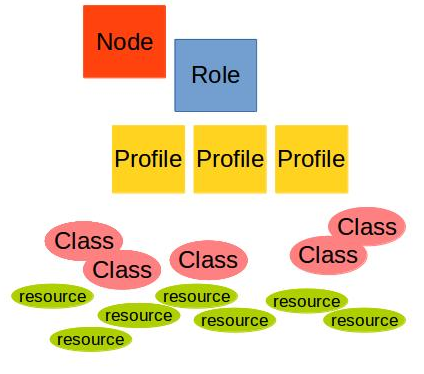 Node
Role
Profile Profile Profile
Class
Class
Class
Class
Class
resource
resource
resource
resource
resource
resource
resource